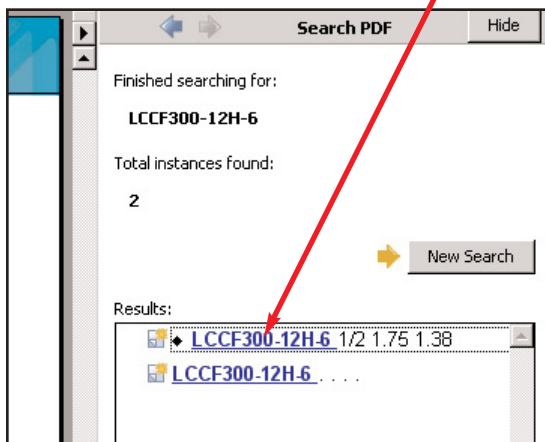 Search PDF Hide
Finished searching for:
LCCF300-12H-6
Total instances found:
2
New Search
Results:
◆ LCCF300-12H-6 1/2 1.75 1.38
LCCF300-12H-6 . . . .